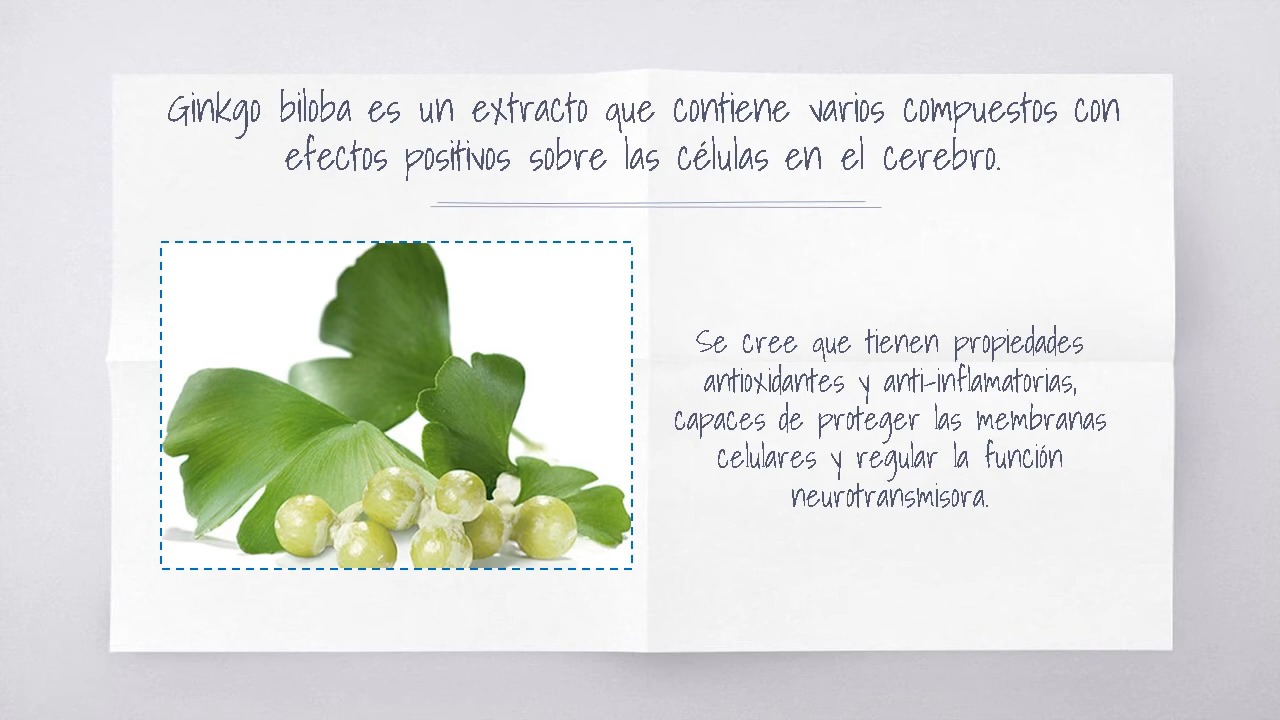 Ginkgo biloba es un extracto que contiene varios compuestos con
efectos positivos sobre las células en el cerebro.
Se cree que tienen propiedades
antioxidantes y anti-inflamatorias,
capaces de proteger las membranas
celulares y regular la función
neurotransmisora.